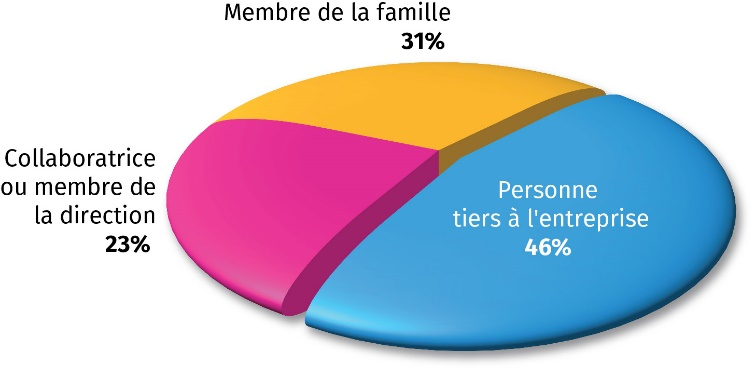 Membre de la famille
31%
Collaboratrice
ou membre de
la direction
23%
Personne
tiers à l'entreprise
46%